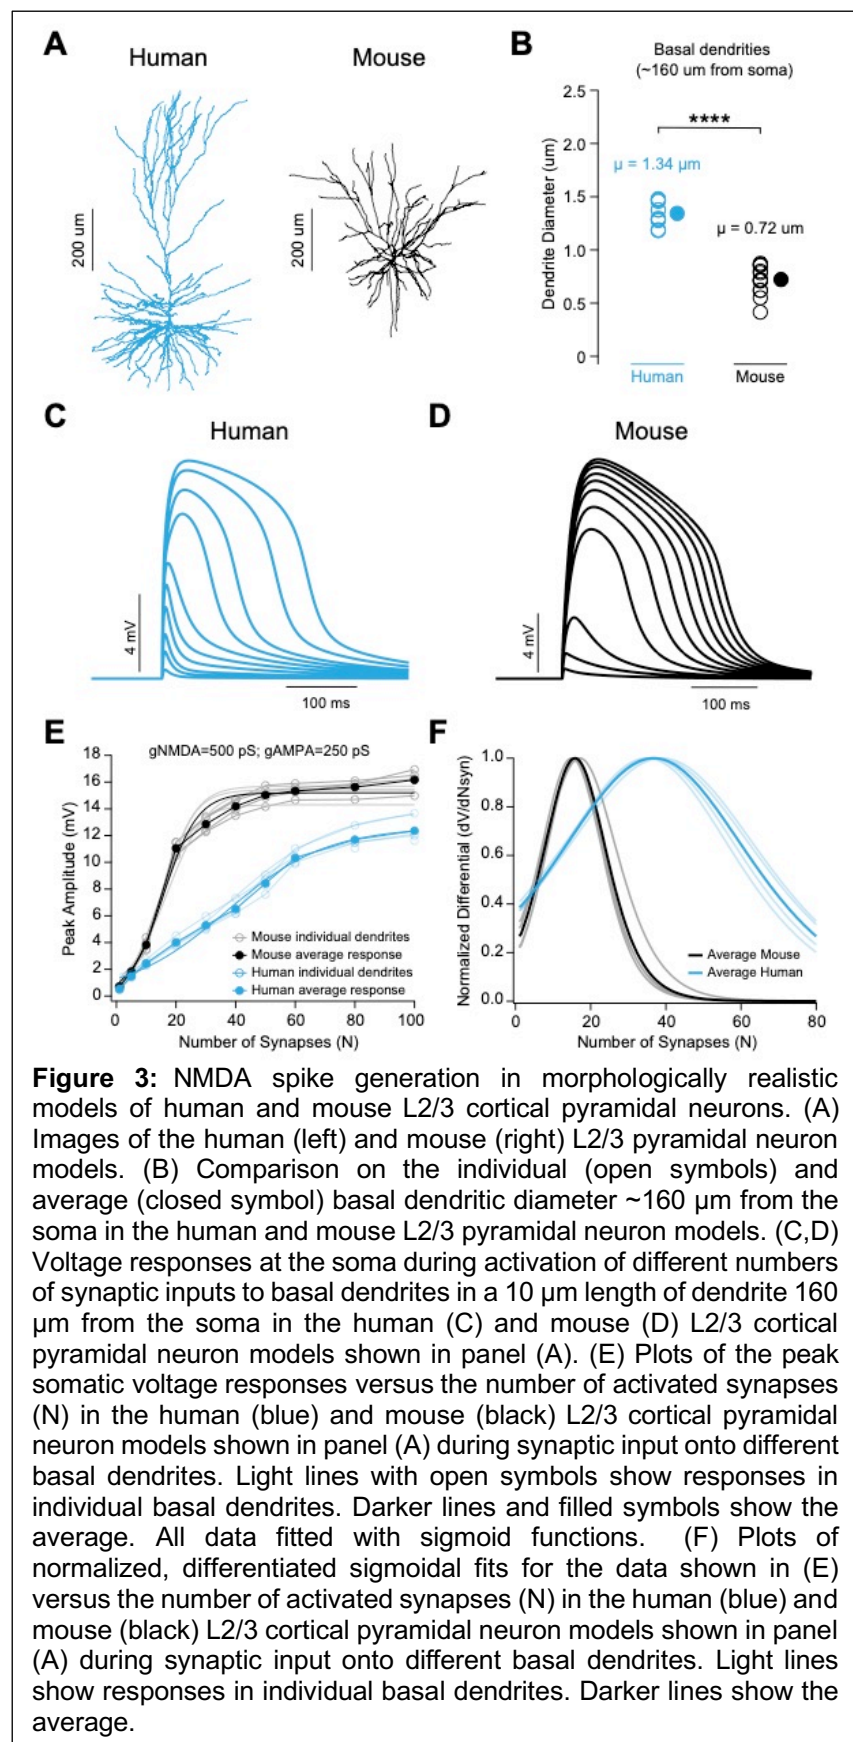 A
Human
Mouse
200 um
200 um
B
Basal dendrities
(~160 um from soma)
Dendrite Diameter (um)
2.5
2.0
1.5
1.0
0.5
0
****
μ = 1.34 μm
μ = 0.72 um
Human
Mouse
C
Human
4 mV
100 ms
D
Mouse
4 mV
100 ms
E
gNMDA=500 pS; gAMPA=250 pS
Peak Amplitude (mV)
18
16
14
12
10
8
6
4
2
0
Mouse individual dendrites
Mouse average response
Human individual dendrites
Human average response
0 20 40 60 80 100
Number of Synapses (N)
F
Normalized Differential (dV/dNsyn)
1.0
0.8
0.6
0.4
0.2
0.0
Average Mouse
Average Human
0 20 40 60 80
Number of Synapses (N)
Figure 3: NMDA spike generation in morphologically realistic
models of human and mouse L2/3 cortical pyramidal neurons. (A)
Images of the human (left) and mouse (right) L2/3 pyramidal neuron
models. (B) Comparison on the individual (open symbols) and
average (closed symbol) basal dendritic diameter ~160 µm from the
soma in the human and mouse L2/3 pyramidal neuron models. (C,D)
Voltage responses at the soma during activation of different numbers
of synaptic inputs to basal dendrites in a 10 µm length of dendrite 160
µm from the soma in the human (C) and mouse (D) L2/3 cortical
pyramidal neuron models shown in panel (A). (E) Plots of the peak
somatic voltage responses versus the number of activated synapses
(N) in the human (blue) and mouse (black) L2/3 cortical pyramidal
neuron models shown in panel (A) during synaptic input onto different
basal dendrites. Light lines with open symbols show responses in
individual basal dendrites. Darker lines and filled symbols show the
average. All data fitted with sigmoid functions. (F) Plots of
normalized, differentiated sigmoidal fits for the data shown in (E)
versus the number of activated synapses (N) in the human (blue) and
mouse (black) L2/3 cortical pyramidal neuron models shown in panel
(A) during synaptic input onto different basal dendrites. Light lines
show responses in individual basal dendrites. Darker lines show the
average.